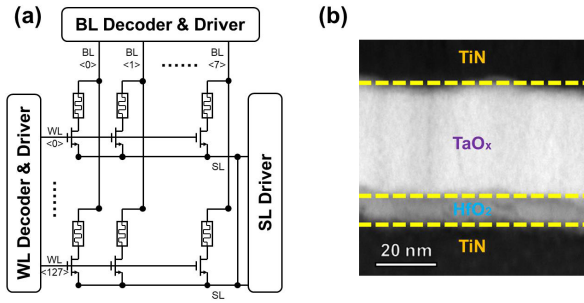 (a)
BL Decoder & Driver
BL
<0>
BL
<1>
......
BL
<7>
WL Decoder & Driver
WL
<0>
SL
......
SL Driver
WL
<127>
SL
(b)
TiN
TaOx
HfO2
TiN
20 nm